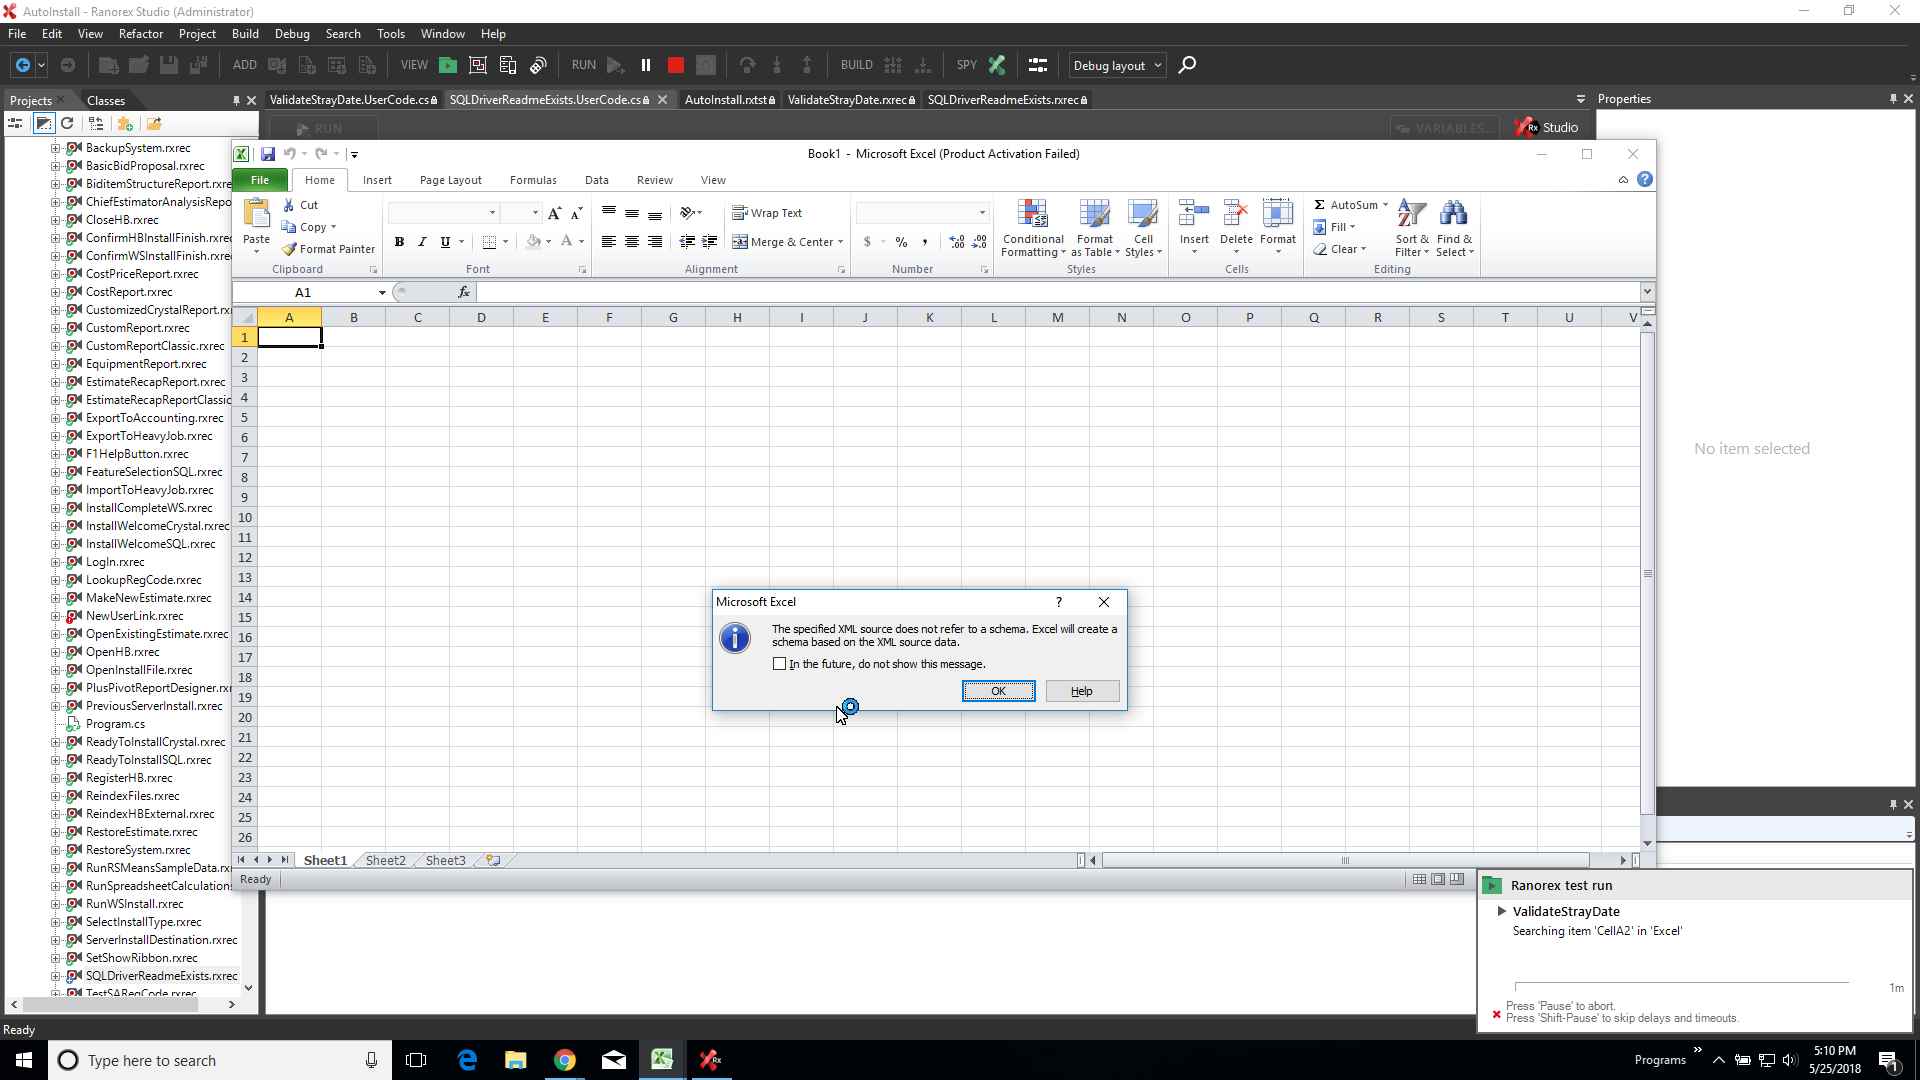 AutoInstall - Ranorex Studio (Administrator)
File Edit View Refactor Project Build Debug Search Tools Window Help
ADD VIEW RUN BUILD SPY Debug layout
Projects Classes
ValidateStrayDate.UserCode.cs SQLDriverReadmeExists.UserCode.cs AutoInstall.rxtst ValidateStrayDate.rxrec SQLDriverReadmeExists.rxrec
Properties
RUN
VARIABLES...
Rx Studio
BackupSystem.rxrec
BasicBidProposal.rxrec
BiditemStructureReport.rxre
ChiefEstimatorAnalysisRepo
CloseHB.rxrec
ConfirmHBInstallFinish.rxrec
ConfirmWSInstallFinish.rxrec
CostPriceReport.rxrec
CostReport.rxrec
CustomizedCrystalReport.rx
CustomReport.rxrec
CustomReportClassic.rxrec
EquipmentReport.rxrec
EstimateRecapReport.rxrec
EstimateRecapReportClassic
ExportToAccounting.rxrec
ExportToHeavyJob.rxrec
F1HelpButton.rxrec
FeatureSelectionSQL.rxrec
ImportToHeavyJob.rxrec
InstallCompleteWS.rxrec
InstallWelcomeCrystal.rxrec
InstallWelcomeSQL.rxrec
LogIn.rxrec
LookupRegCode.rxrec
MakeNewEstimate.rxrec
NewUserLink.rxrec
OpenExistingEstimate.rxrec
OpenHB.rxrec
OpenInstallFile.rxrec
PlusPivotReportDesigner.rx
PreviousServerInstall.rxrec
Program.cs
ReadyToInstallCrystal.rxrec
ReadyToInstallSQL.rxrec
RegisterHB.rxrec
ReindexFiles.rxrec
ReindexHBExternal.rxrec
RestoreEstimate.rxrec
RestoreSystem.rxrec
RunRSMeansSampleData.rx
RunSpreadsheetCalculations
RunWSInstall.rxrec
SelectInstallType.rxrec
ServerInstallDestination.rxrec
SetShowRibbon.rxrec
SQLDriverReadmeExists.rxrec
TestSARegCode.rxrec
Book1 - Microsoft Excel (Product Activation Failed)
File Home Insert Page Layout Formulas Data Review View
Paste
Cut
Copy
Format Painter
Clipboard
B I U A A A
Font
Wrap Text
Merge & Center
Alignment
$ % , .00 .00
Number
Conditional Formatting
Format as Table
Cell Styles
Styles
Insert Delete Format
Cells
Σ AutoSum
Fill
Clear
Sort & Filter
Find & Select
Editing
A1 fx
A B C D E F G H I J K L M N O P Q R S T U V
1
2
3
4
5
6
7
8
9
10
11
12
13
14
15
16
17
18
19
20
21
22
23
24
25
26
Microsoft Excel ?
The specified XML source does not refer to a schema. Excel will create a
schema based on the XML source data.
In the future, do not show this message.
OK Help
Sheet1 Sheet2 Sheet3
Ready
No item selected
Ranorex test run
ValidateStrayDate
Searching item 'CellA2' in 'Excel'
1m
Press 'Pause' to abort.
Press 'Shift-Pause' to skip delays and timeouts.
Ready
Type here to search
Programs
5:10 PM
5/25/2018
1